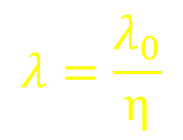 λ = λ₀ / η